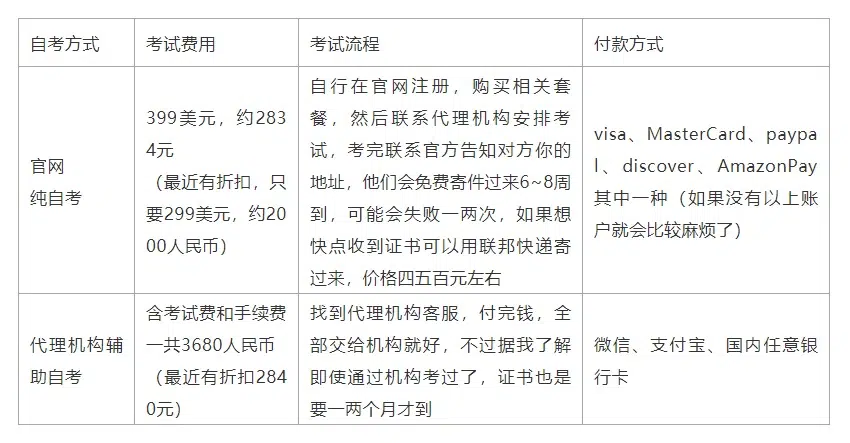 自考方式
考试费用
考试流程
付款方式
官网
纯自考
399美元，约283
4元
（最近有折扣，只
要299美元，约20
00人民币）
自行在官网注册，购买相关套
餐，然后联系代理机构安排考
试，考完联系官方告知对方你的
地址，他们会免费寄件过来6~8周
到，可能会失败一两次，如果想
快点收到证书可以用联邦快递寄
过来，价格四五百元左右
visa、MasterCard、paypa
l、discover、AmazonPay
其中一种（如果没有以上账
户就会比较麻烦了）
代理机构辅
助自考
含考试费和手续费
一共3680人民币
（最近有折扣284
0元）
找到代理机构客服，付完钱，全
部交给机构就好，不过据我了解
即使通过机构考过了，证书也是
要一两个月才到
微信、支付宝、国内任意银
行卡